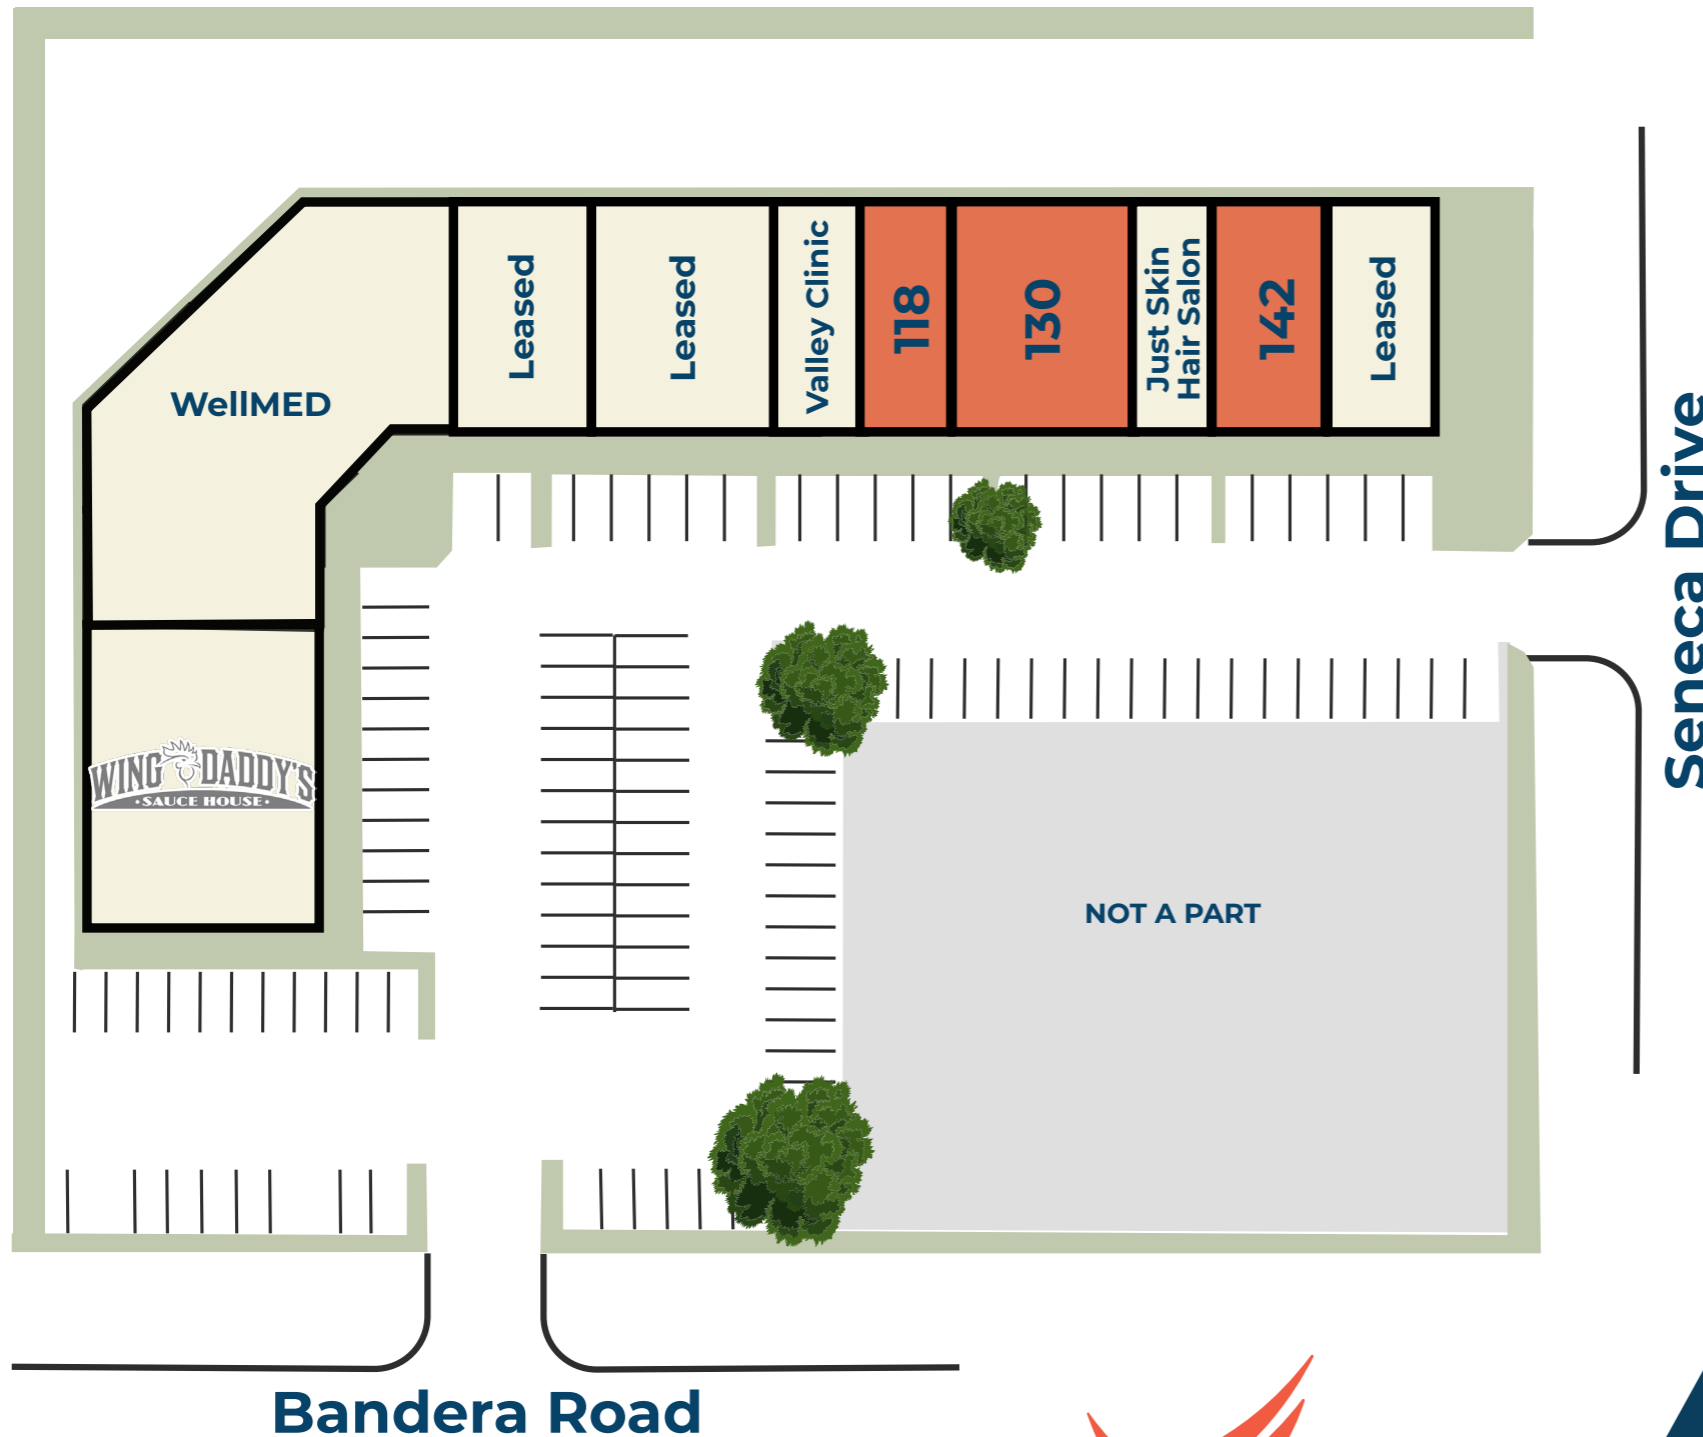 Leased
Leased
Valley Clinic
118
130
Just Skin
Hair Salon
142
Leased
WellMED
Seneca Drive
WING DADDY'S
•SAUCE HOUSE•
NOT A PART
Bandera Road